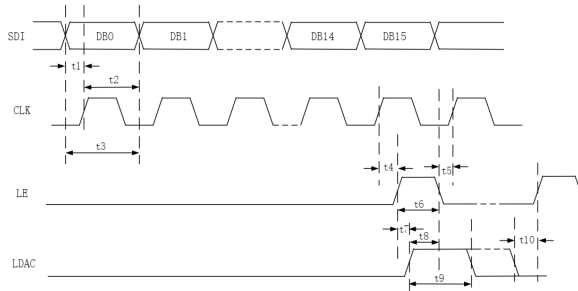 SDI DB0 DB1 DB14 DB15
t1
t2
CLK
t3
t4 t5
LE
t6
t7 t8 t10
LDAC
t9